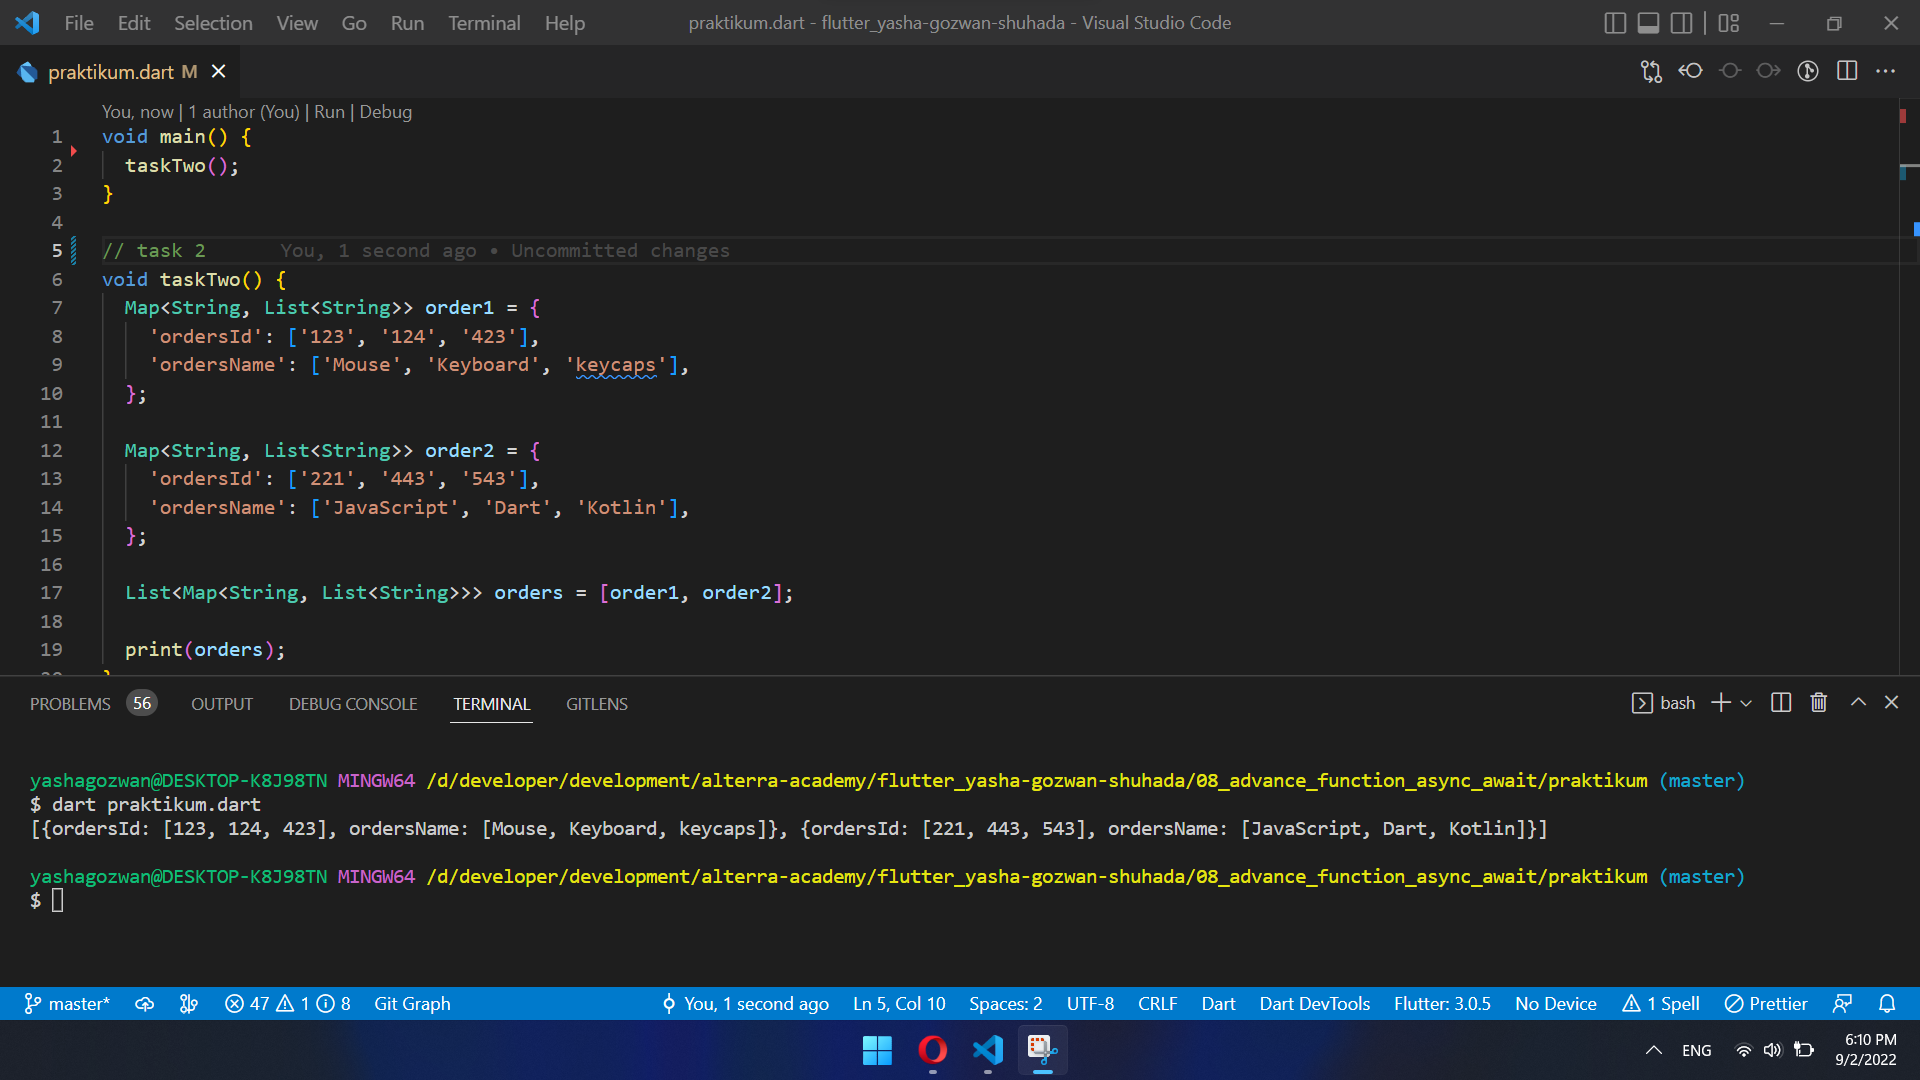 File Edit Selection View Go Run Terminal Help praktikum.dart - flutter_yasha-gozwan-shuhada - Visual Studio Code
praktikum.dart M
You, now | 1 author (You) | Run | Debug
1 void main() {
2 taskTwo();
3 }
4
5 // task 2 You, 1 second ago • Uncommitted changes
6 void taskTwo() {
7 Map<String, List<String>> order1 = {
8 'ordersId': ['123', '124', '423'],
9 'ordersName': ['Mouse', 'Keyboard', 'keycaps'],
10 };
11
12 Map<String, List<String>> order2 = {
13 'ordersId': ['221', '443', '543'],
14 'ordersName': ['JavaScript', 'Dart', 'Kotlin'],
15 };
16
17 List<Map<String, List<String>>> orders = [order1, order2];
18
19 print(orders);
PROBLEMS 56 OUTPUT DEBUG CONSOLE TERMINAL GITLENS bash
yashagozwan@DESKTOP-K8J98TN MINGW64 /d/developer/development/alterra-academy/flutter_yasha-gozwan-shuhada/08_advance_function_async_await/praktikum (master)
$ dart praktikum.dart
[{ordersId: [123, 124, 423], ordersName: [Mouse, Keyboard, keycaps]}, {ordersId: [221, 443, 543], ordersName: [JavaScript, Dart, Kotlin]}]
yashagozwan@DESKTOP-K8J98TN MINGW64 /d/developer/development/alterra-academy/flutter_yasha-gozwan-shuhada/08_advance_function_async_await/praktikum (master)
$
master* 47 1 8 Git Graph You, 1 second ago Ln 5, Col 10 Spaces: 2 UTF-8 CRLF Dart Dart DevTools Flutter: 3.0.5 No Device 1 Spell Prettier
ENG 6:10 PM
9/2/2022